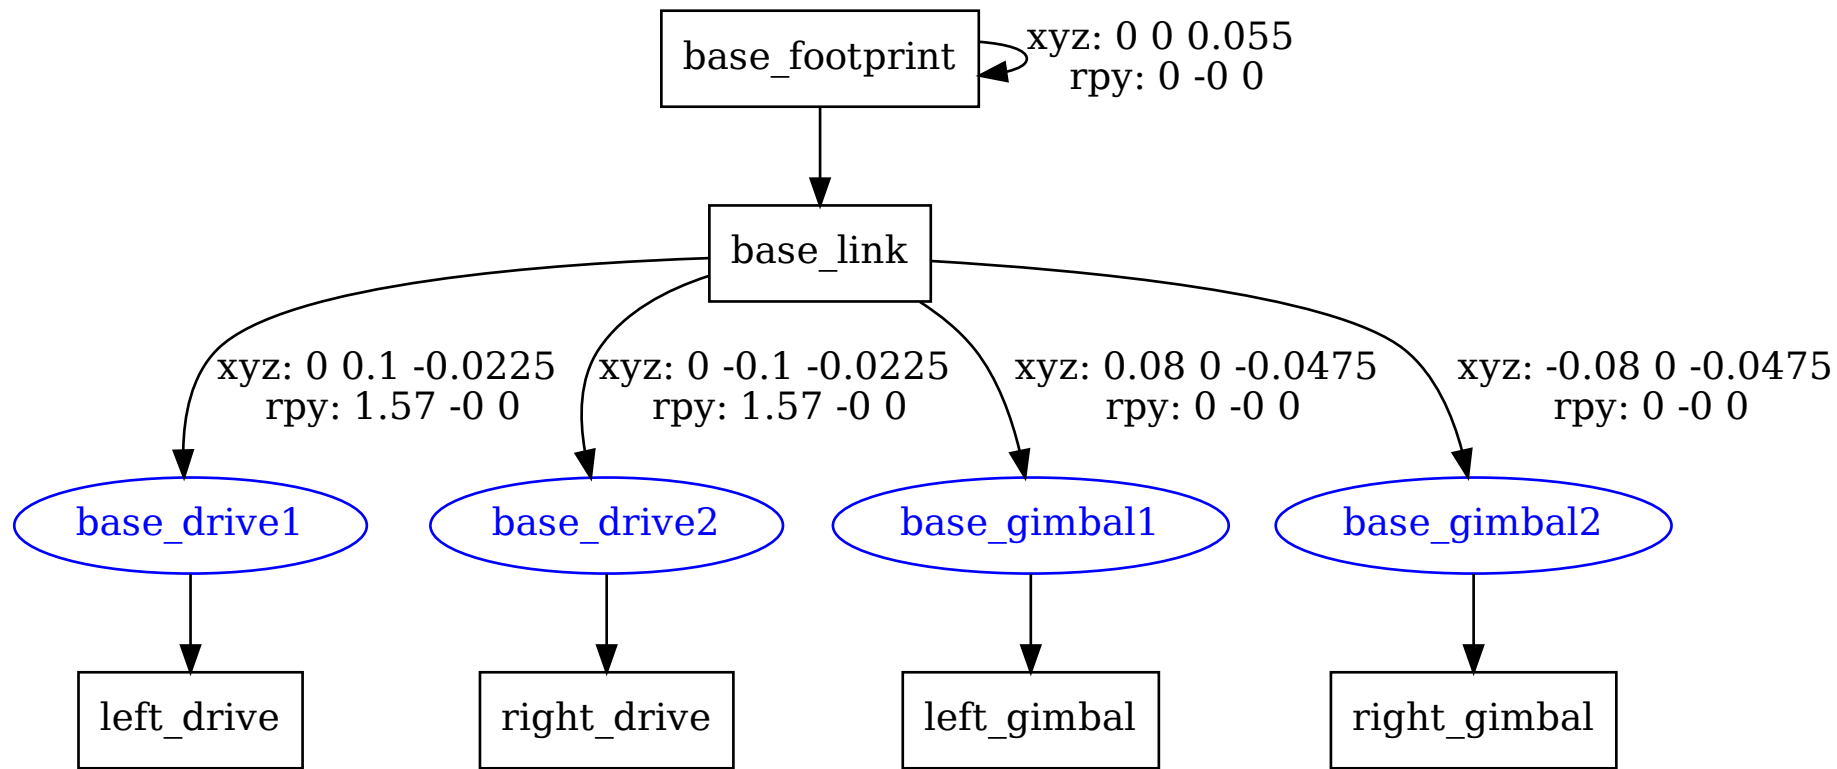 base_footprint
xyz: 0 0 0.055
rpy: 0 -0 0
base_link
xyz: 0 0.1 -0.0225
rpy: 1.57 -0 0
xyz: 0 -0.1 -0.0225
rpy: 1.57 -0 0
xyz: 0.08 0 -0.0475
rpy: 0 -0 0
xyz: -0.08 0 -0.0475
rpy: 0 -0 0
base_drive1
base_drive2
base_gimbal1
base_gimbal2
left_drive
right_drive
left_gimbal
right_gimbal